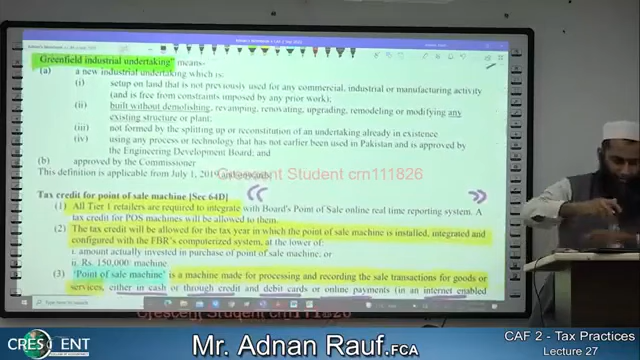 Greenfield industrial undertaking" means-
(a) a new industrial undertaking which is:
(i) setup on land that is not previously used for any commercial, industrial or manufacturing activity
(and is free from constraints imposed by any prior work);
(ii) built without demolishing, revamping, renovating, upgrading, remodeling or modifying any
existing structure or plant;
(iii) not formed by the splitting up or reconstitution of an undertaking already in existence
(iv) using any process or technology that has not earlier been used in Pakistan and is approved by
the Engineering Development Board; and
(b) approved by the Commissioner
This definition is applicable from July 1, 2019 and onwards
Crescent Student crn111826
Tax credit for point of sale machine [Sec 64D]
(1) All Tier 1 retailers are required to integrate with Board's Point of Sale online real time reporting system. A
tax credit for POS machines will be allowed to them.
(2) The tax credit will be allowed for the tax year in which the point of sale machine is installed, integrated and
configured with the FBR's computerized system, at the lower of:
i. amount actually invested in purchase of point of sale machine; or
ii. Rs. 150,000/ machine
(3) 'Point of sale machine' is a machine made for processing and recording the sale transactions for goods or
services, either in cash or through credit and debit cards or online payments (in an internet enabled
Crescent Student crn111826
CRESCENT
Mr. Adnan Rauf.FCA
CAF 2 - Tax Practices
Lecture 27